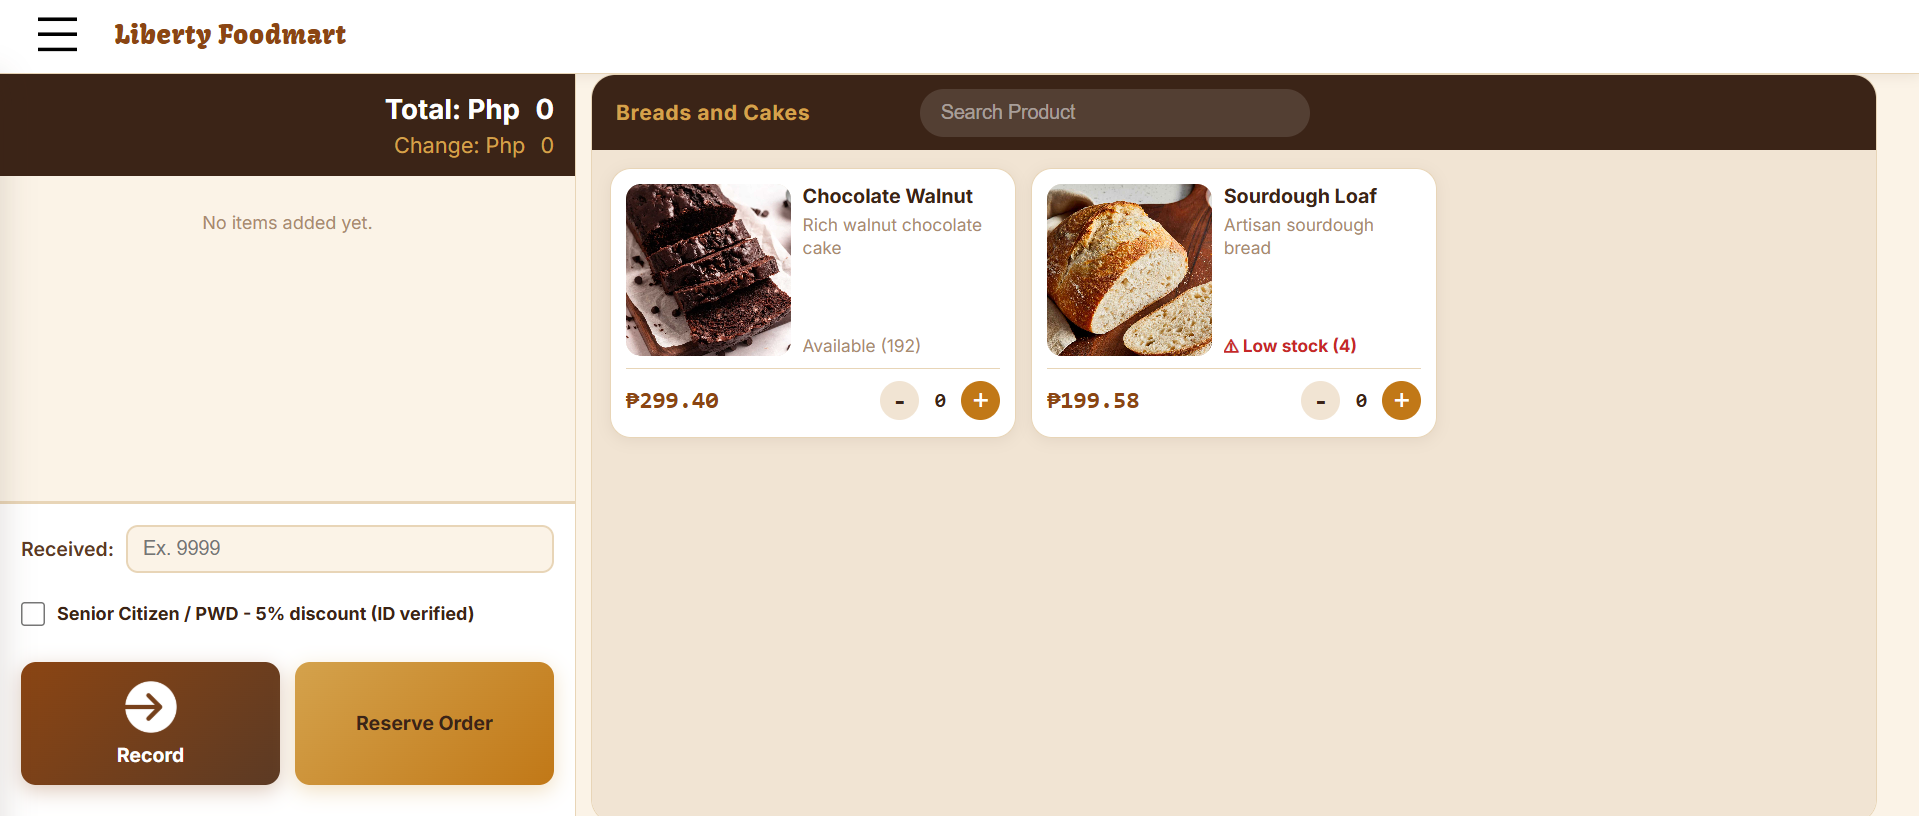 Liberty Foodmart
Total: Php 0
Change: Php 0
No items added yet.
Received: Ex. 9999
Senior Citizen / PWD - 5% discount (ID verified)
Record
Reserve Order
Breads and Cakes
Search Product
Chocolate Walnut
Rich walnut chocolate
cake
Available (192)
₱299.40
- 0 +
Sourdough Loaf
Artisan sourdough
bread
⚠ Low stock (4)
₱199.58
- 0 +